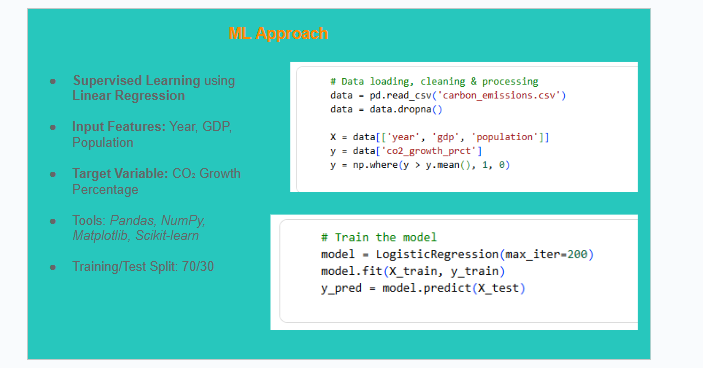 ML Approach
• Supervised Learning using
Linear Regression
• Input Features: Year, GDP,
Population
• Target Variable: CO₂ Growth
Percentage
• Tools: Pandas, NumPy,
Matplotlib, Scikit-learn
• Training/Test Split: 70/30
# Data loading, cleaning & processing
data = pd.read_csv('carbon_emissions.csv')
data = data.dropna()
X = data[['year', 'gdp', 'population']]
y = data['co2_growth_prct']
y = np.where(y > y.mean(), 1, 0)
# Train the model
model = LogisticRegression(max_iter=200)
model.fit(X_train, y_train)
y_pred = model.predict(X_test)